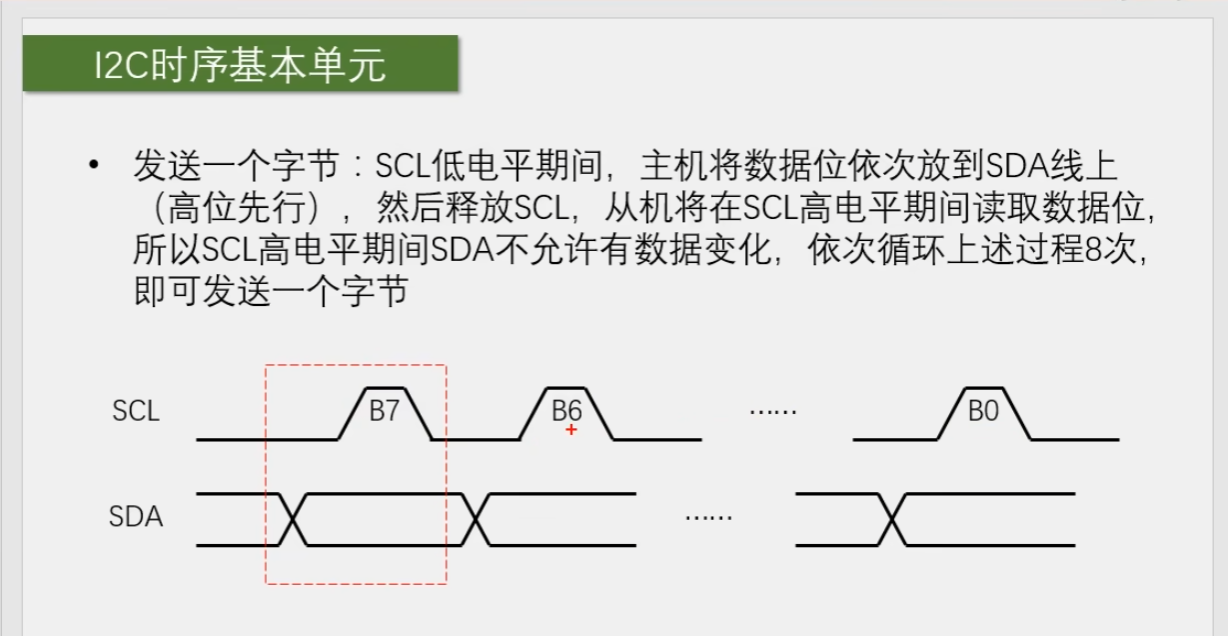 I2C时序基本单元
• 发送一个字节：SCL低电平期间，主机将数据位依次放到SDA线上
（高位先行），然后释放SCL，从机将在SCL高电平期间读取数据位，
所以SCL高电平期间SDA不允许有数据变化，依次循环上述过程8次，
即可发送一个字节
SCL B7 B6 …… B0
SDA ……